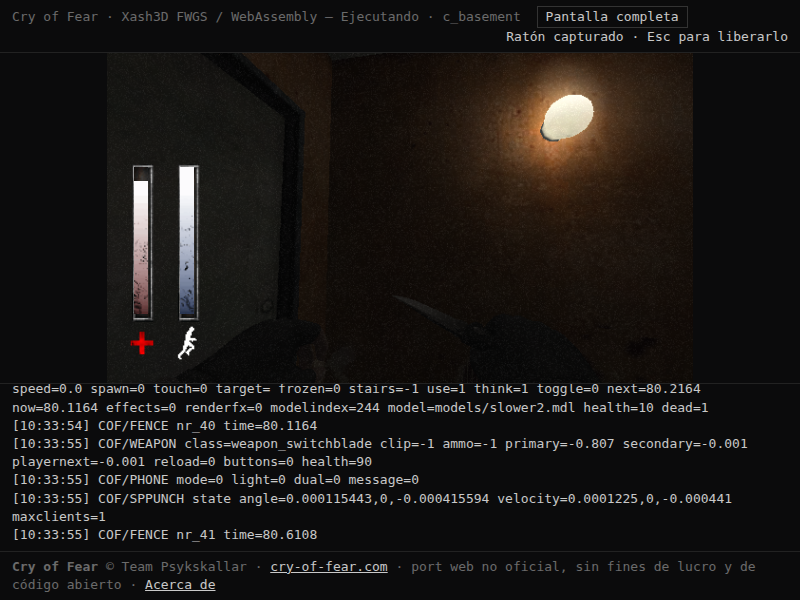 Cry of Fear · Xash3D FWGS / WebAssembly — Ejecutando · c_basement
Pantalla completa
Ratón capturado · Esc para liberarlo
speed=0.0 spawn=0 touch=0 target= frozen=0 stairs=-1 use=1 think=1 toggle=0 next=80.2164
now=80.1164 effects=0 renderfx=0 modelindex=244 model=models/slower2.mdl health=10 dead=1
[10:33:54] COF/FENCE nr_40 time=80.1164
[10:33:55] COF/WEAPON class=weapon_switchblade clip=-1 ammo=-1 primary=-0.807 secondary=-0.001
playernext=-0.001 reload=0 buttons=0 health=90
[10:33:55] COF/PHONE mode=0 light=0 dual=0 message=0
[10:33:55] COF/SPPUNCH state angle=0.000115443,0,-0.000415594 velocity=0.0001225,0,-0.000441
maxclients=1
[10:33:55] COF/FENCE nr_41 time=80.6108
Cry of Fear © Team Psykskallar · cry-of-fear.com · port web no oficial, sin fines de lucro y de
código abierto · Acerca de